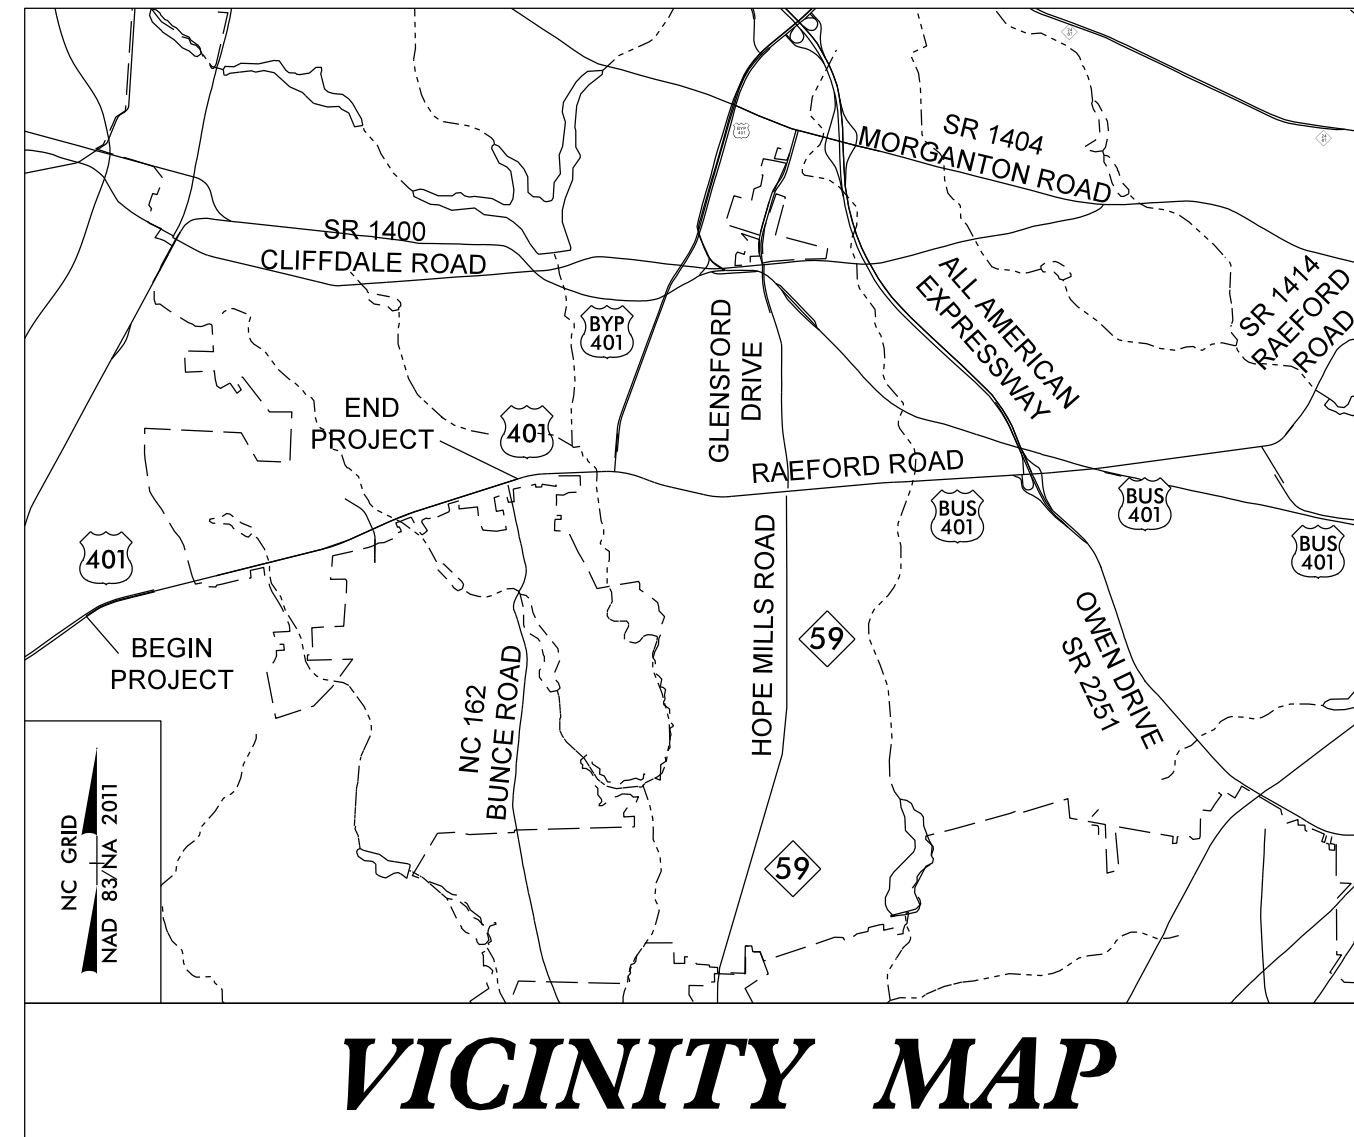 SR 1404
MORGANTON ROAD
SR 1400
CLIFFDALE ROAD
SR 1414
RAEFORD
ROAD
ALL AMERICAN
EXPRESSWAY
BYP
401
GLENSFORD
DRIVE
END
PROJECT
401
RAEFORD ROAD
BUS
401
BUS
401
BUS
401
401
BEGIN
PROJECT
HOPE MILLS ROAD
59
OWEN DRIVE
SR 2251
NC 162
BUNCE ROAD
59
NC GRID
NAD 83/NA 2011
VICINITY MAP